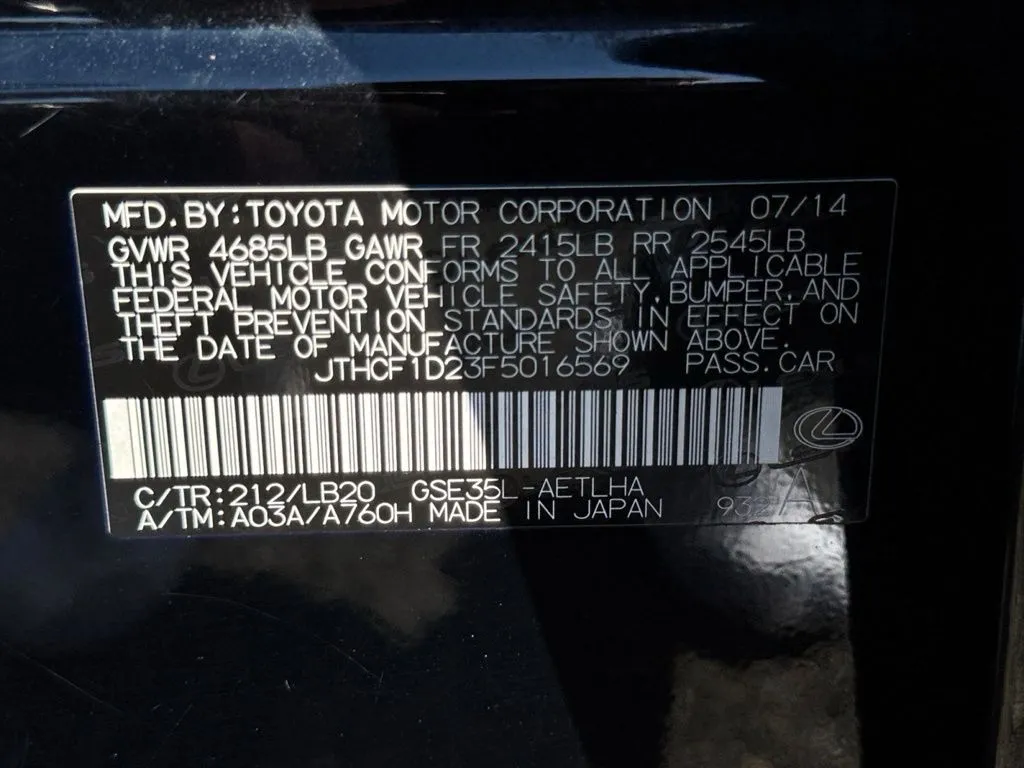 MFD. BY: TOYOTA MOTOR CORPORATION 07/14
GVWR 4685LB GAWR FR 2415LB RR 2545LB
THIS VEHICLE CONFORMS TO ALL APPLICABLE
FEDERAL MOTOR VEHICLE SAFETY, BUMPER, AND
THEFT PREVENTION STANDARDS IN EFFECT ON
THE DATE OF MANUFACTURE SHOWN ABOVE.
JTHCF1D23F5016569 PASS. CAR
C/TR: 212/LB20 GSE35L-AETLHA A
A/TM: A03A/A760H MADE IN JAPAN